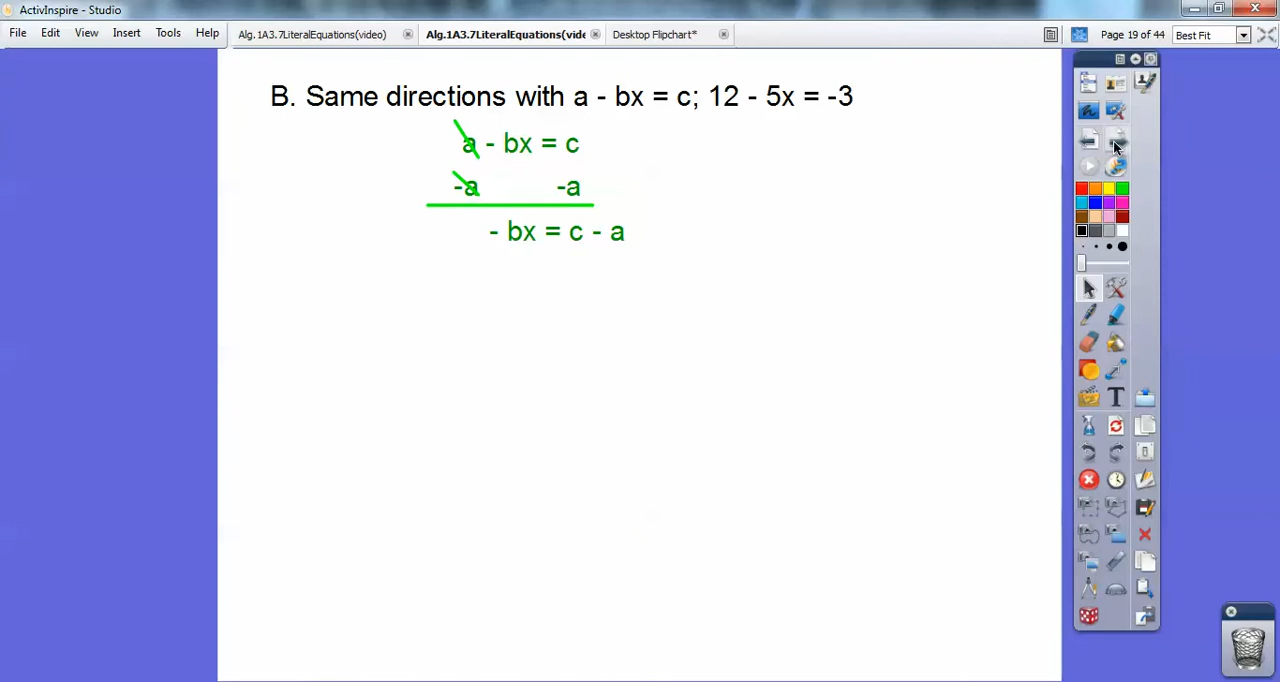 ActivInspire - Studio
File Edit View Insert Tools Help
Alg.1A3.7LiteralEquations(video) Alg.1A3.7LiteralEquations(vide Desktop Flipchart* Page 19 of 44 Best Fit
B. Same directions with a - bx = c; 12 - 5x = -3
a - bx = c
-a -a
- bx = c - a